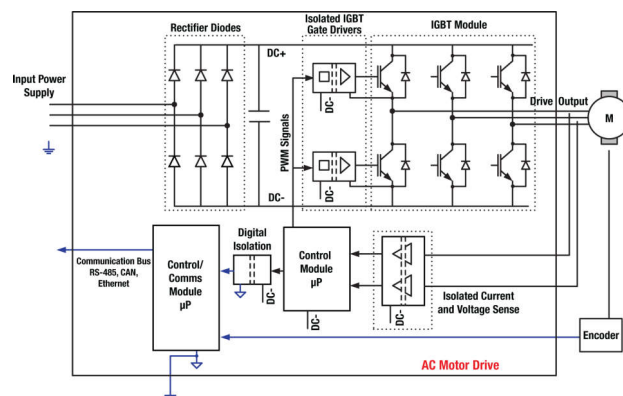 Rectifier Diodes
Isolated IGBT
Gate Drivers
IGBT Module
DC+
Input Power
Supply
DC-
PWM Signals
Drive Output
M
DC-
DC-
Digital
Isolation
Communication Bus
RS-485, CAN,
Ethernet
Control/
Comms
Module
μP
Control
Module
μP
DC-
DC-
DC-
Isolated Current
and Voltage Sense
Encoder
AC Motor Drive